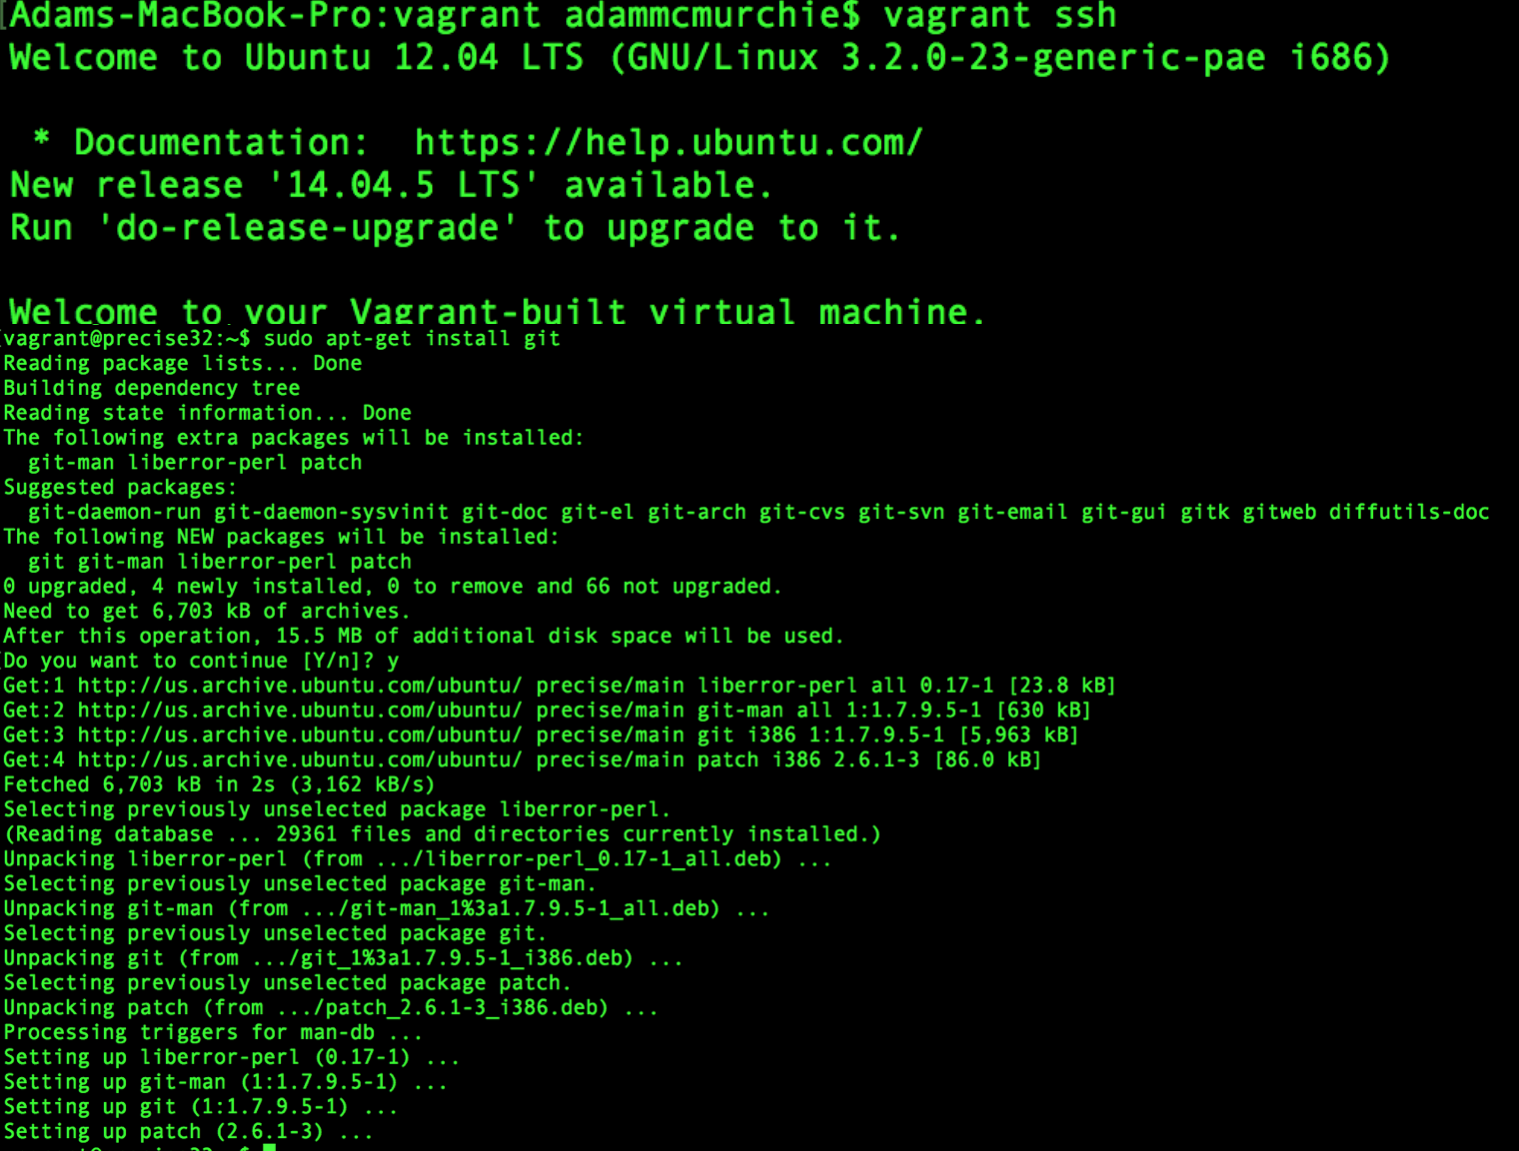 [Adams-MacBook-Pro:vagrant adammcmurchie$ vagrant ssh
Welcome to Ubuntu 12.04 LTS (GNU/Linux 3.2.0-23-generic-pae i686)
* Documentation:  https://help.ubuntu.com/
New release '14.04.5 LTS' available.
Run 'do-release-upgrade' to upgrade to it.
Welcome to your Vagrant-built virtual machine.
[vagrant@precise32:~$ sudo apt-get install git
Reading package lists... Done
Building dependency tree
Reading state information... Done
The following extra packages will be installed:
git-man liberror-perl patch
Suggested packages:
git-daemon-run git-daemon-sysvinit git-doc git-el git-arch git-cvs git-svn git-email git-gui gitk gitweb diffutils-doc
The following NEW packages will be installed:
git git-man liberror-perl patch
0 upgraded, 4 newly installed, 0 to remove and 66 not upgraded.
Need to get 6,703 kB of archives.
After this operation, 15.5 MB of additional disk space will be used.
[Do you want to continue [Y/n]? y
Get:1 http://us.archive.ubuntu.com/ubuntu/ precise/main liberror-perl all 0.17-1 [23.8 kB]
Get:2 http://us.archive.ubuntu.com/ubuntu/ precise/main git-man all 1:1.7.9.5-1 [630 kB]
Get:3 http://us.archive.ubuntu.com/ubuntu/ precise/main git i386 1:1.7.9.5-1 [5,963 kB]
Get:4 http://us.archive.ubuntu.com/ubuntu/ precise/main patch i386 2.6.1-3 [86.0 kB]
Fetched 6,703 kB in 2s (3,162 kB/s)
Selecting previously unselected package liberror-perl.
(Reading database ... 29361 files and directories currently installed.)
Unpacking liberror-perl (from .../liberror-perl_0.17-1_all.deb) ...
Selecting previously unselected package git-man.
Unpacking git-man (from .../git-man_1%3a1.7.9.5-1_all.deb) ...
Selecting previously unselected package git.
Unpacking git (from .../git_1%3a1.7.9.5-1_i386.deb) ...
Selecting previously unselected package patch.
Unpacking patch (from .../patch_2.6.1-3_i386.deb) ...
Processing triggers for man-db ...
Setting up liberror-perl (0.17-1) ...
Setting up git-man (1:1.7.9.5-1) ...
Setting up git (1:1.7.9.5-1) ...
Setting up patch (2.6.1-3) ...